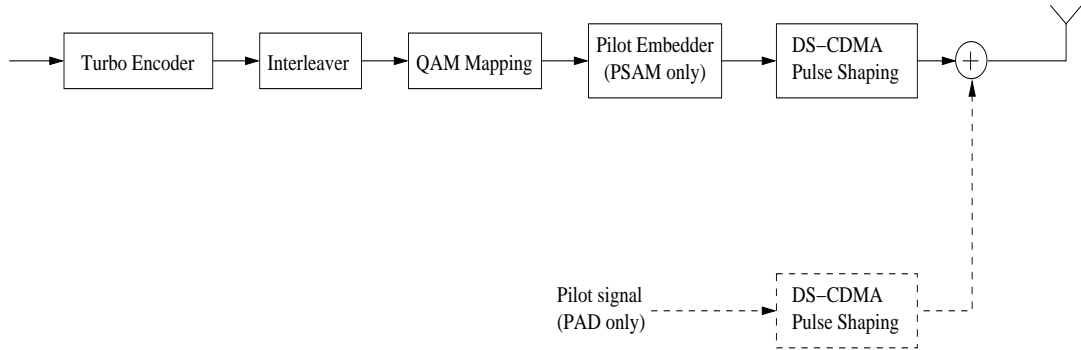 Turbo Encoder
Interleaver
QAM Mapping
Pilot Embedder
(PSAM only)
DS−CDMA
Pulse Shaping
+
Pilot signal
(PAD only)
DS−CDMA
Pulse Shaping